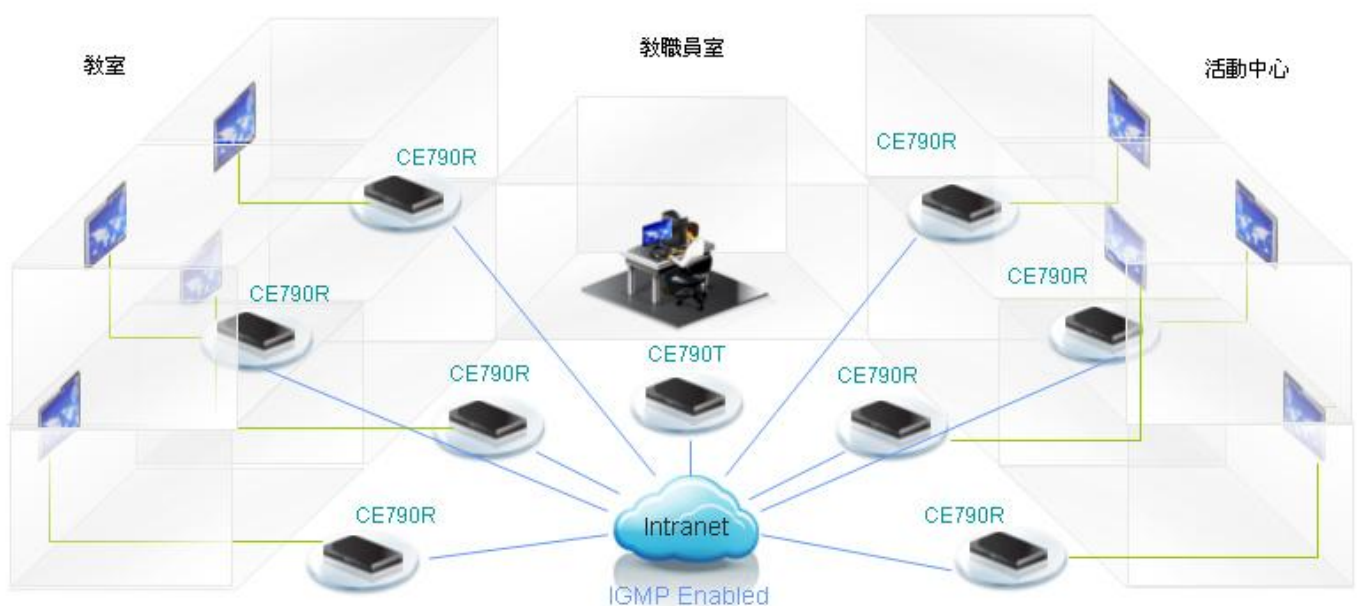 教職員室
教室
活動中心
CE790R
CE790R
CE790R
CE790R
CE790T
CE790R
CE790R
CE790R
CE790R
Intranet
IGMP Enabled